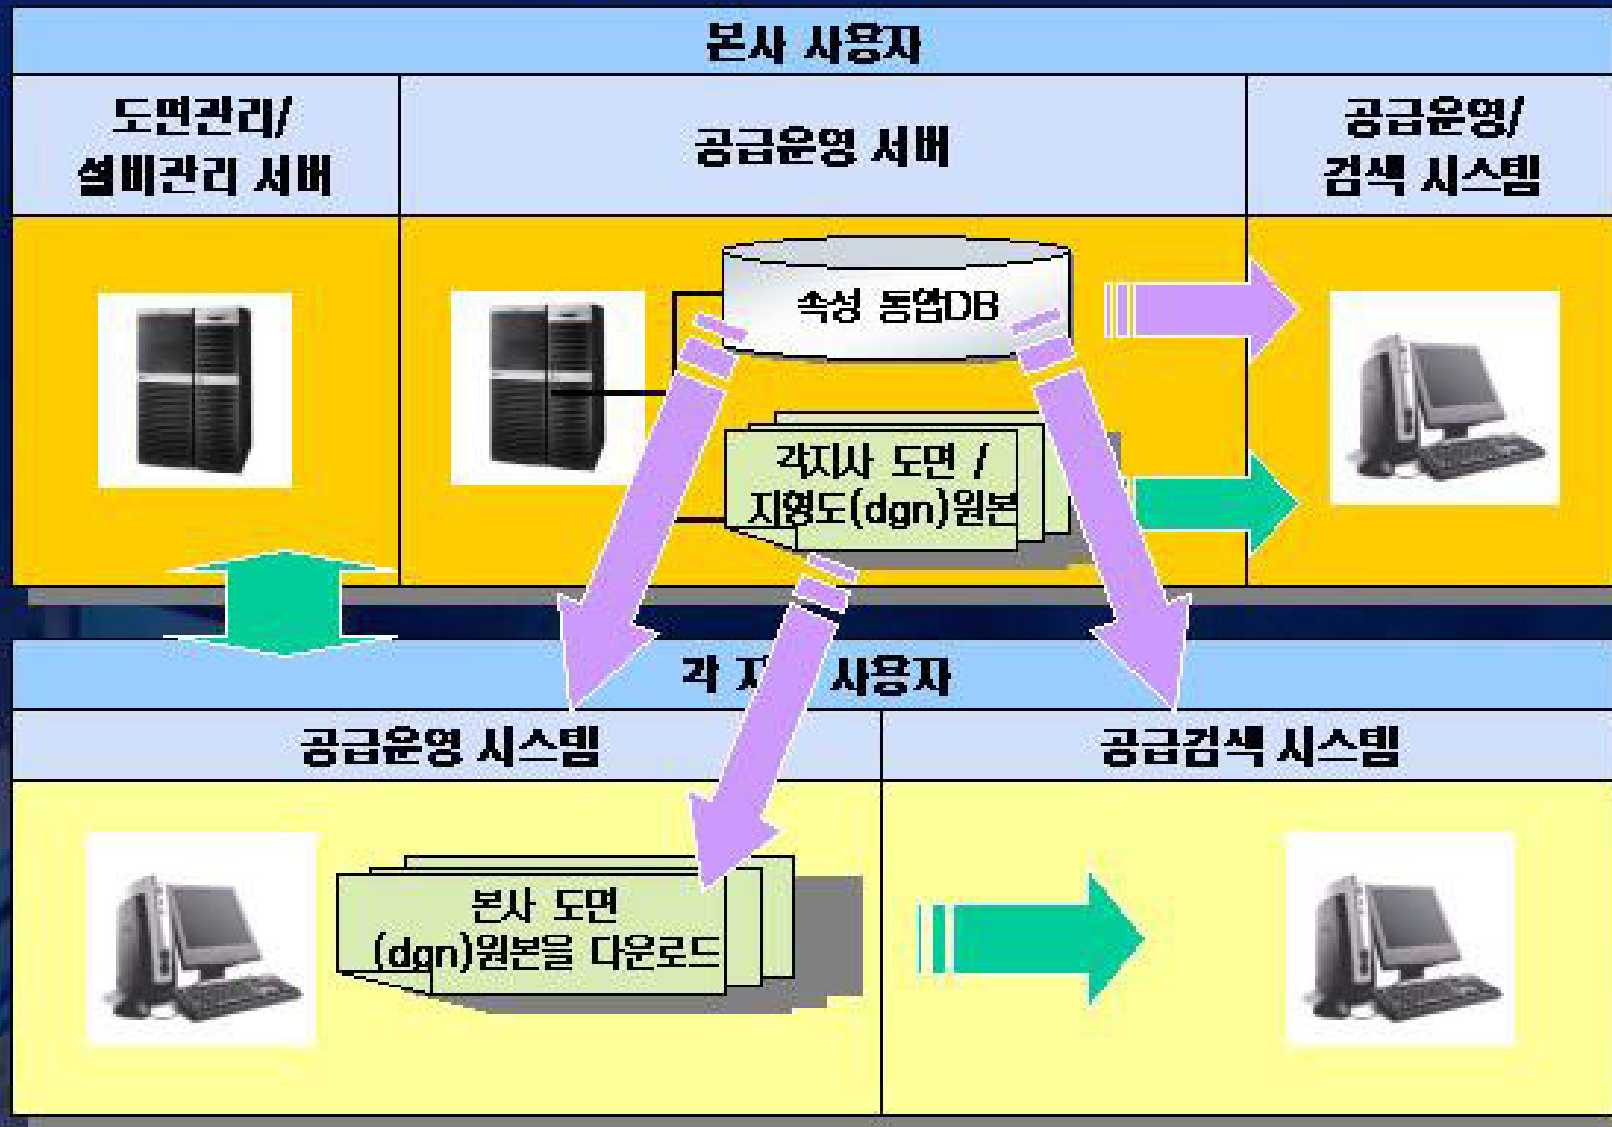 본사 사용자
도면관리/
설비관리 서버
공급운영 서버
공급운영/
검색 시스템
속성 통합DB
각지사 도면 /
지형도(dgn)원본
각 사용자
공급운영 시스템
공급검색 시스템
본사 도면
(dgn)원본을 다운로드